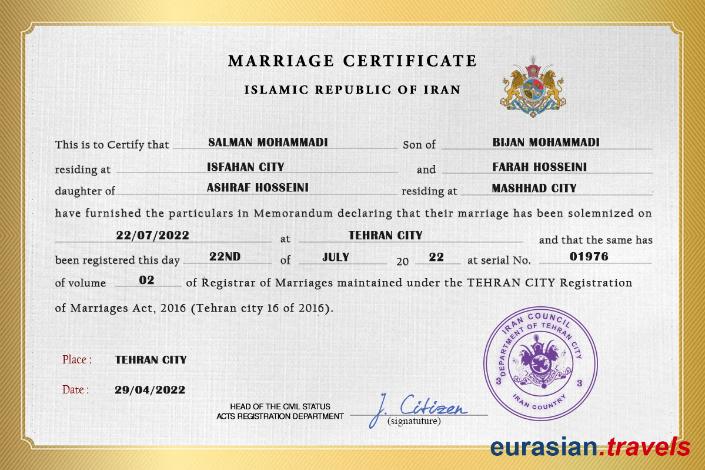 MARRIAGE CERTIFICATE
ISLAMIC REPUBLIC OF IRAN
This is to Certify that SALMAN MOHAMMADI Son of BIJAN MOHAMMADI
residing at ISFAHAN CITY and FARAH HOSSEINI
daughter of ASHRAF HOSSEINI residing at MASHHAD CITY
have furnished the particulars in Memorandum declaring that their marriage has been solemnized on
22/07/2022 at TEHRAN CITY and that the same has
been registered this day 22ND of JULY 20 22 at serial No. 01976
of volume 02 of Registrar of Marriages maintained under the TEHRAN CITY Registration
of Marriages Act, 2016 (Tehran city 16 of 2016).
Place : TEHRAN CITY
Date : 29/04/2022
HEAD OF THE CIVIL STATUS
ACTS REGISTRATION DEPARTMENT
J. Citizen
(signatuture)
IRAN COUNCIL
DEPARTMENT OF TEHRAN CITY
3 3
IRAN COUNTRY
eurasian.travels